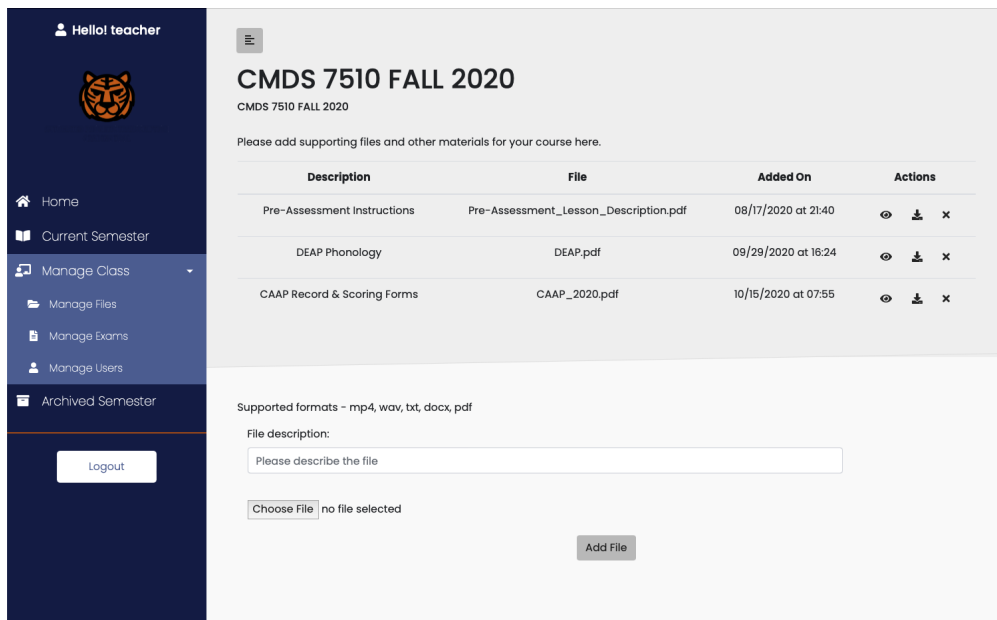 Hello! teacher
Home
Current Semester
Manage Class
Manage Files
Manage Exams
Manage Users
Archived Semester
Logout
CMDS 7510 FALL 2020
CMDS 7510 FALL 2020
Please add supporting files and other materials for your course here.
Description File Added On Actions
Pre-Assessment Instructions Pre-Assessment_Lesson_Description.pdf 08/17/2020 at 21:40
DEAP Phonology DEAP.pdf 09/29/2020 at 16:24
CAAP Record & Scoring Forms CAAP_2020.pdf 10/15/2020 at 07:55
Supported formats - mp4, wav, txt, docx, pdf
File description:
Please describe the file
Choose File no file selected
Add File